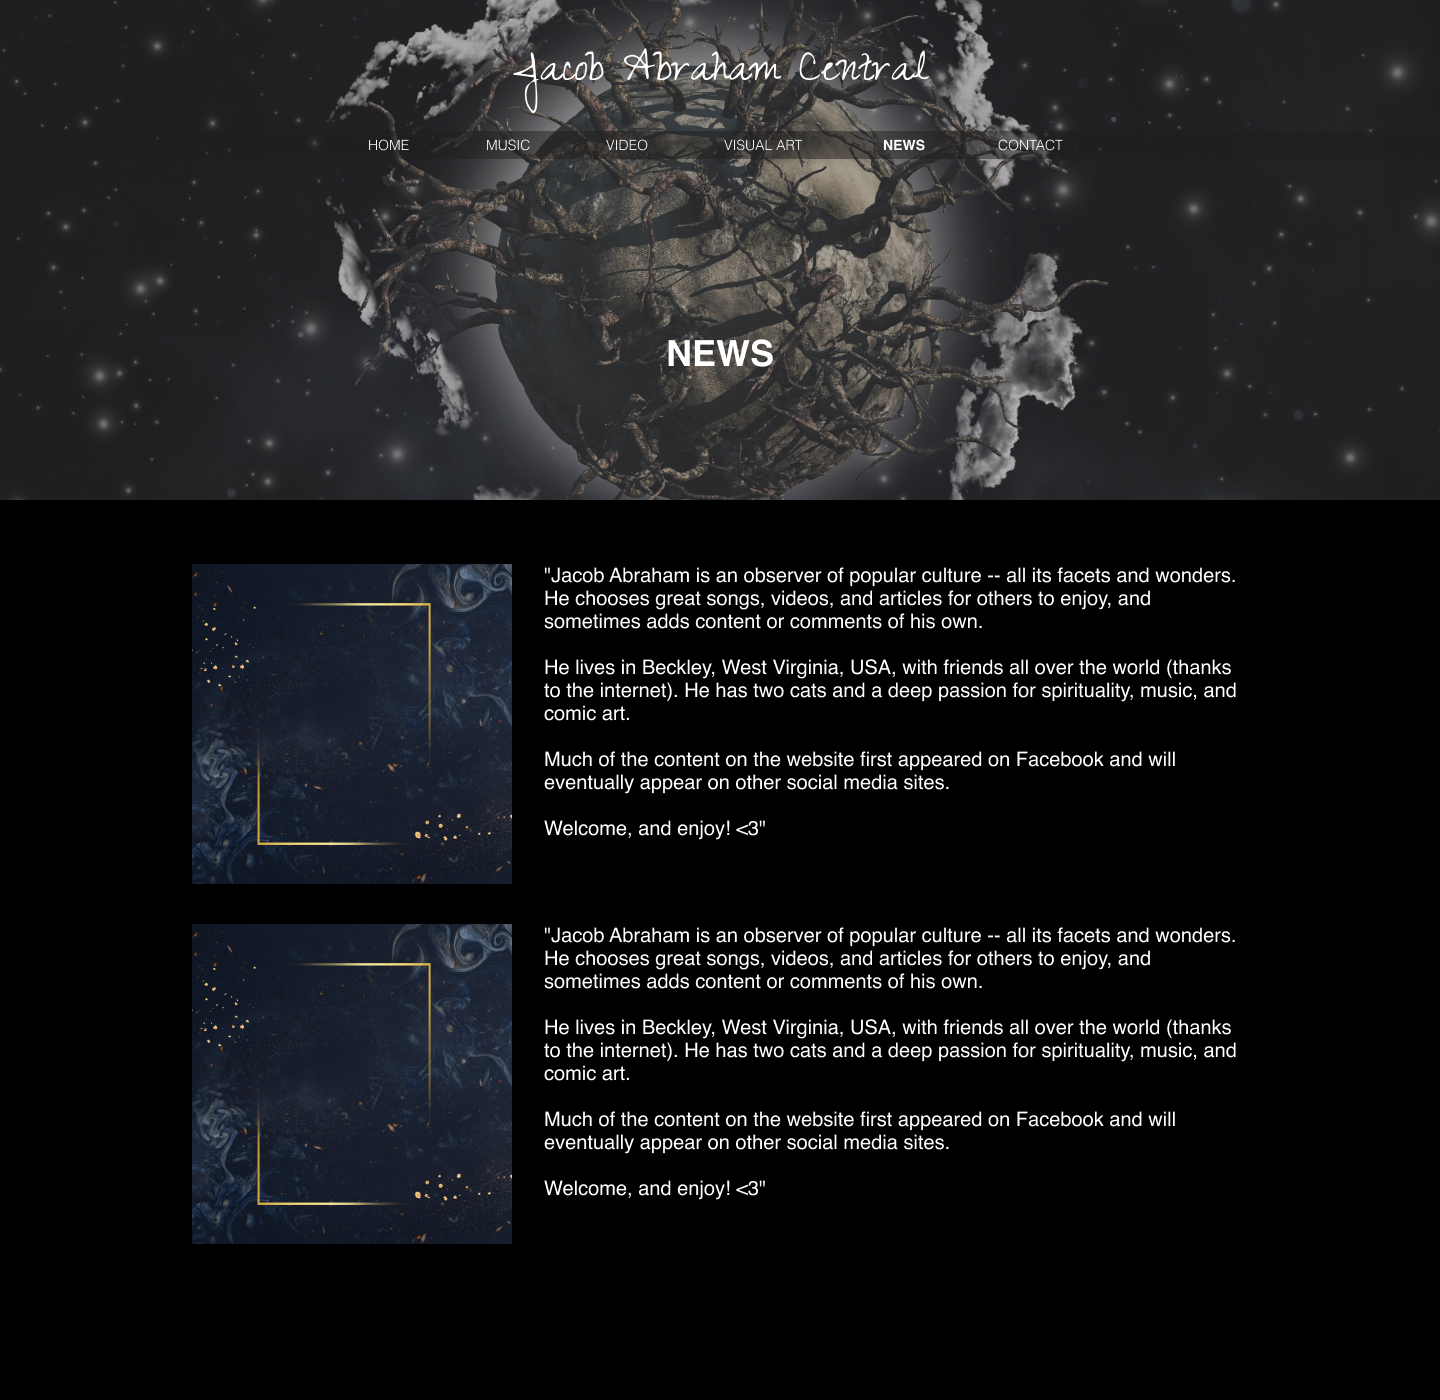 Jacob Abraham Central
HOME MUSIC VIDEO VISUAL ART NEWS CONTACT
NEWS
"Jacob Abraham is an observer of popular culture -- all its facets and wonders.
He chooses great songs, videos, and articles for others to enjoy, and
sometimes adds content or comments of his own.
He lives in Beckley, West Virginia, USA, with friends all over the world (thanks
to the internet). He has two cats and a deep passion for spirituality, music, and
comic art.
Much of the content on the website first appeared on Facebook and will
eventually appear on other social media sites.
Welcome, and enjoy! <3"
"Jacob Abraham is an observer of popular culture -- all its facets and wonders.
He chooses great songs, videos, and articles for others to enjoy, and
sometimes adds content or comments of his own.
He lives in Beckley, West Virginia, USA, with friends all over the world (thanks
to the internet). He has two cats and a deep passion for spirituality, music, and
comic art.
Much of the content on the website first appeared on Facebook and will
eventually appear on other social media sites.
Welcome, and enjoy! <3"